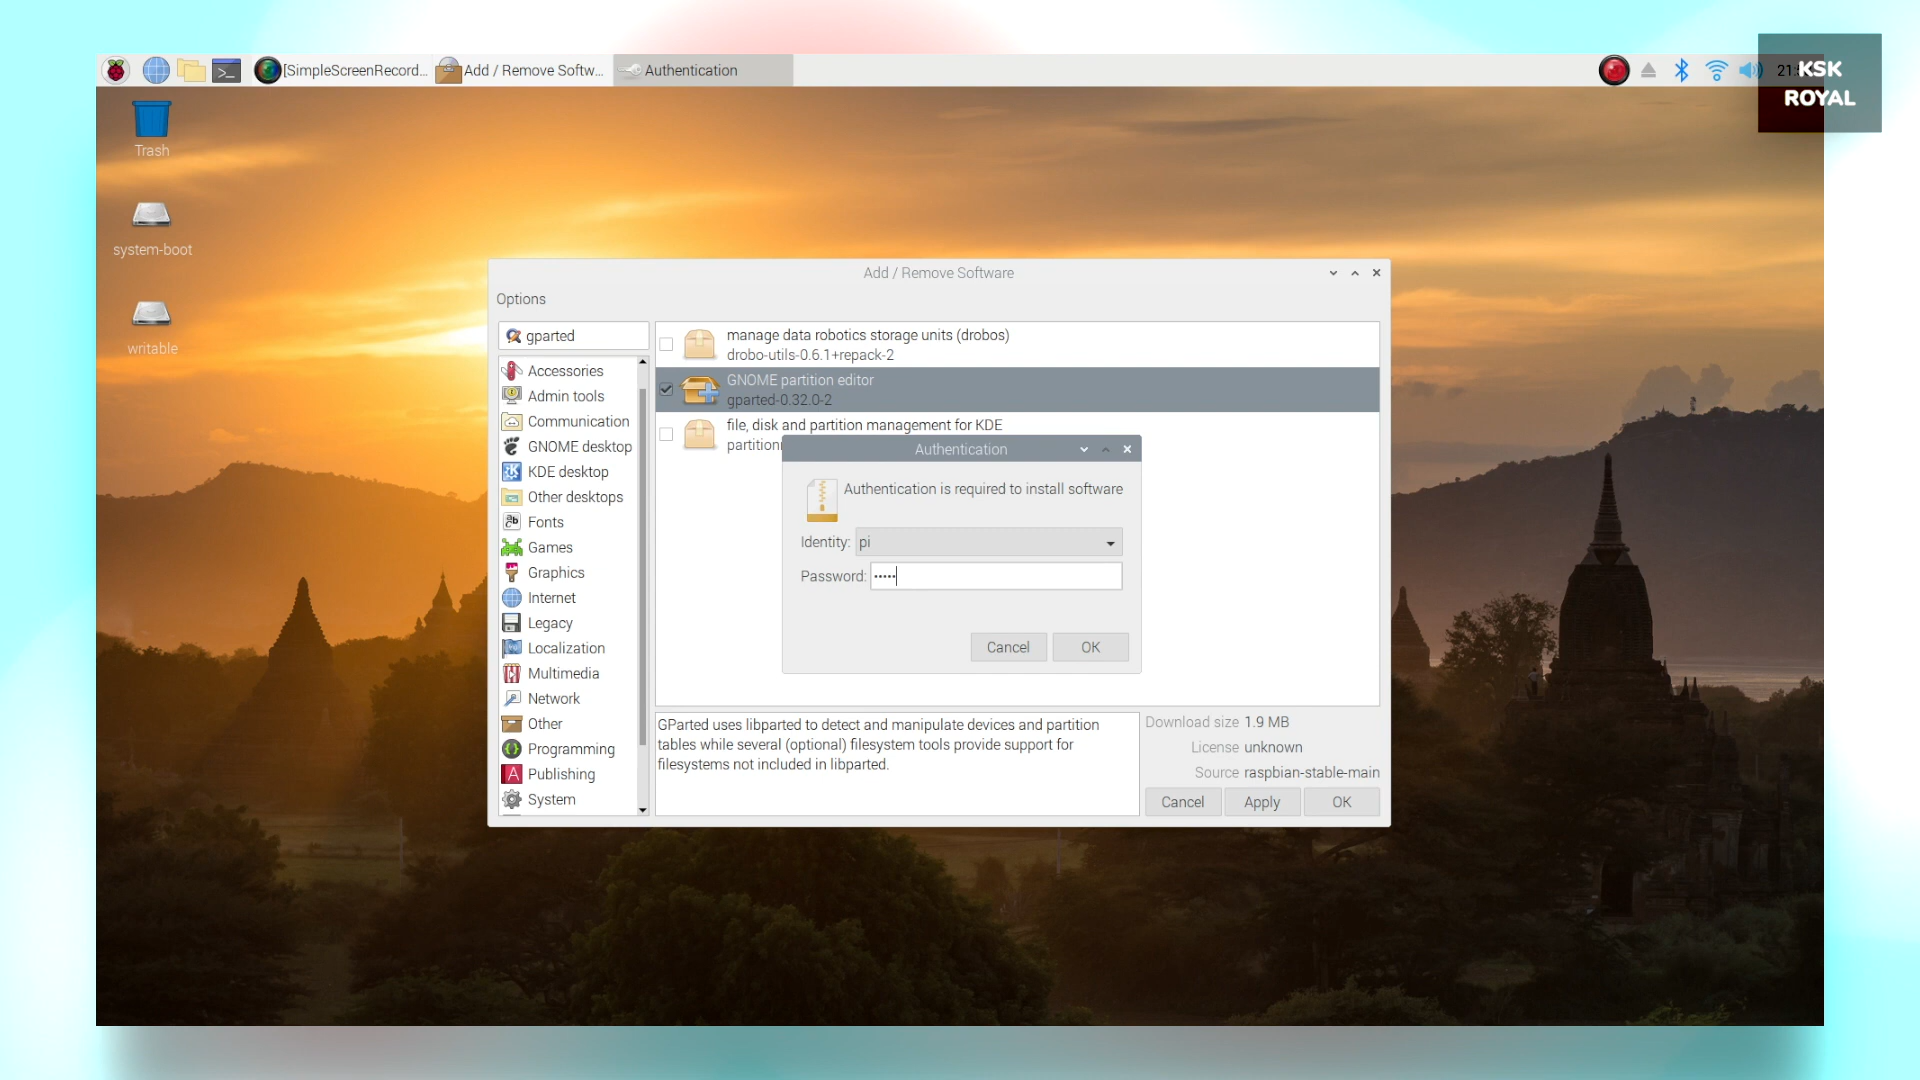 [SimpleScreenRecord...
Add / Remove Softw...
Authentication
KSK
ROYAL
Trash
system-boot
writable
Add / Remove Software
Options
gparted
Accessories
Admin tools
Communication
GNOME desktop
KDE desktop
Other desktops
Fonts
Games
Graphics
Internet
Legacy
Localization
Multimedia
Network
Other
Programming
Publishing
System
manage data robotics storage units (drobos)
drobo-utils-0.6.1+repack-2
GNOME partition editor
gparted-0.32.0-2
file, disk and partition management for KDE
Authentication
Authentication is required to install software
Identity: pi
Password: •••••
Cancel
OK
GParted uses libparted to detect and manipulate devices and partition
tables while several (optional) filesystem tools provide support for
filesystems not included in libparted.
Download size 1.9 MB
License unknown
Source raspbian-stable-main
Cancel
Apply
OK